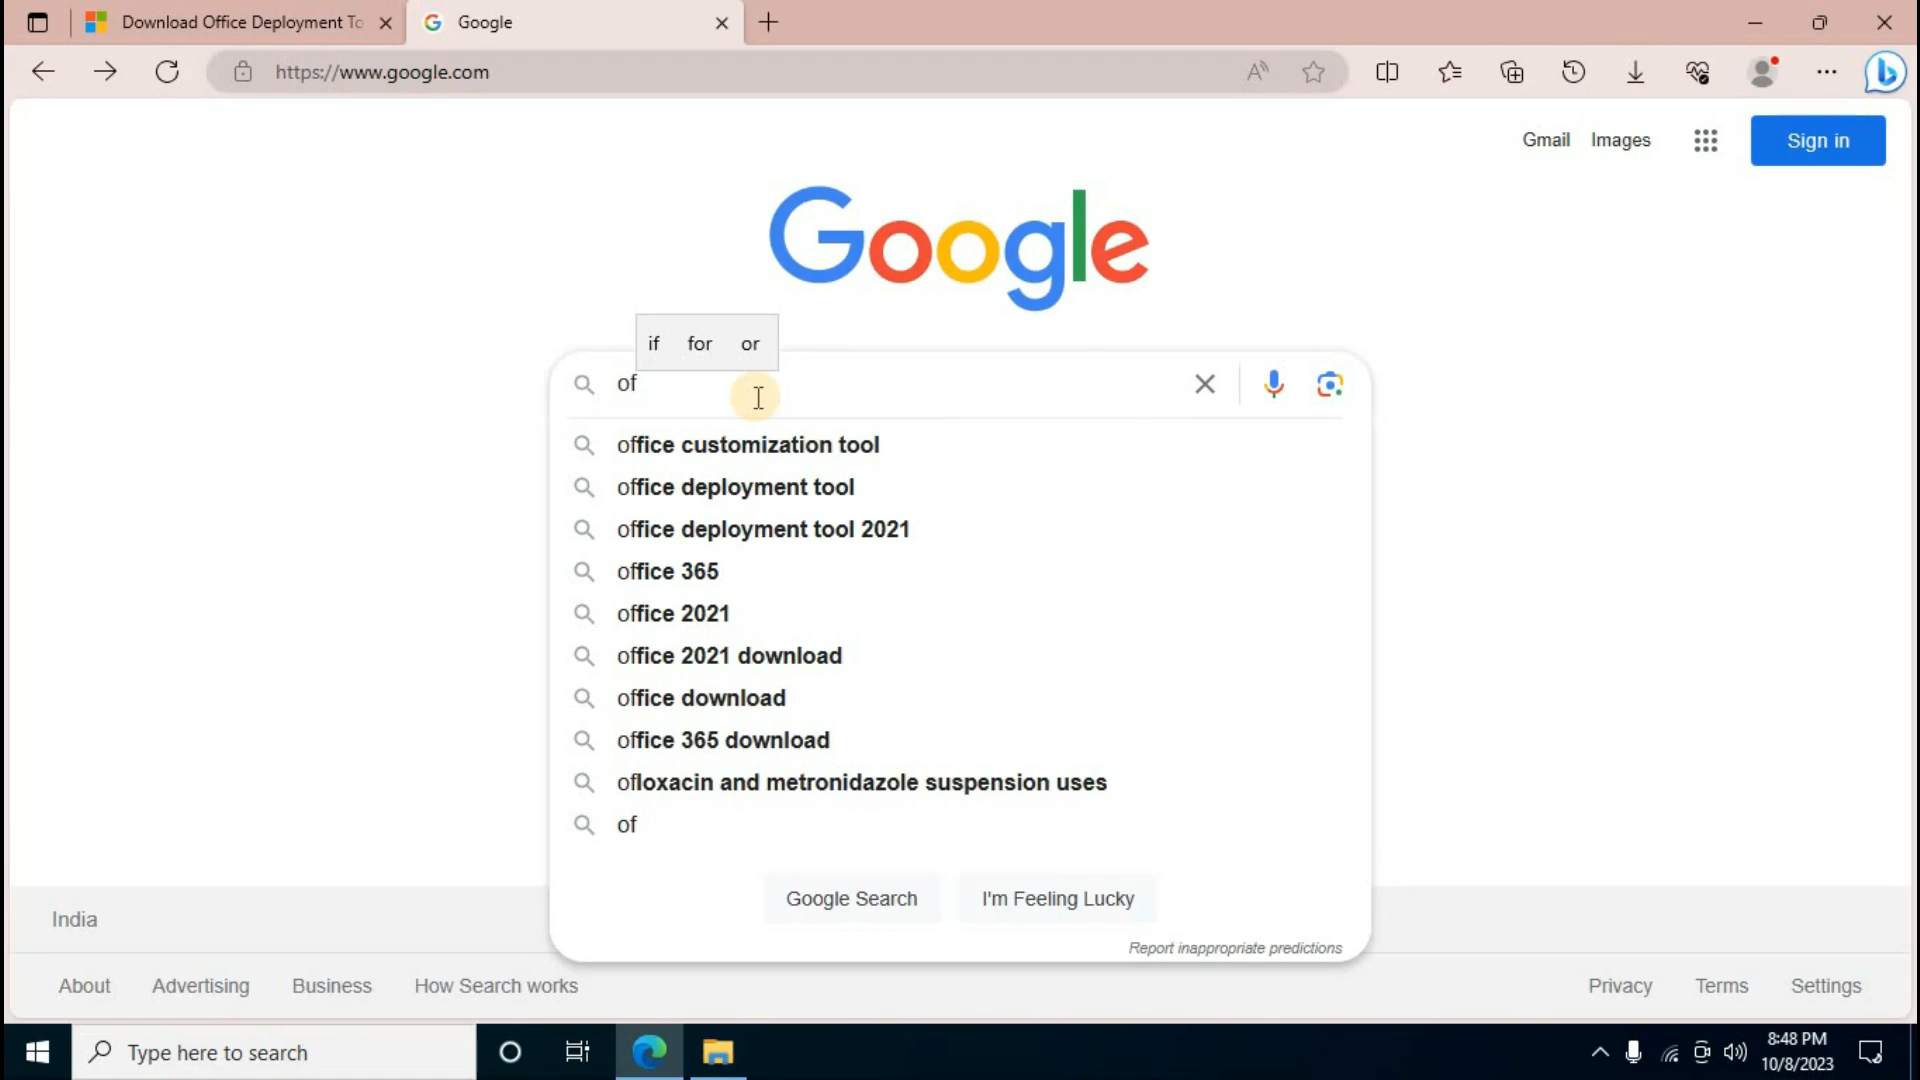 Download Office Deployment To
Google
https://www.google.com
Gmail Images Sign in
Google
if for or
of
office customization tool
office deployment tool
office deployment tool 2021
office 365
office 2021
office 2021 download
office download
office 365 download
ofloxacin and metronidazole suspension uses
of
Google Search I'm Feeling Lucky
Report inappropriate predictions
India
About Advertising Business How Search works Privacy Terms Settings
Type here to search
8:48 PM
10/8/2023